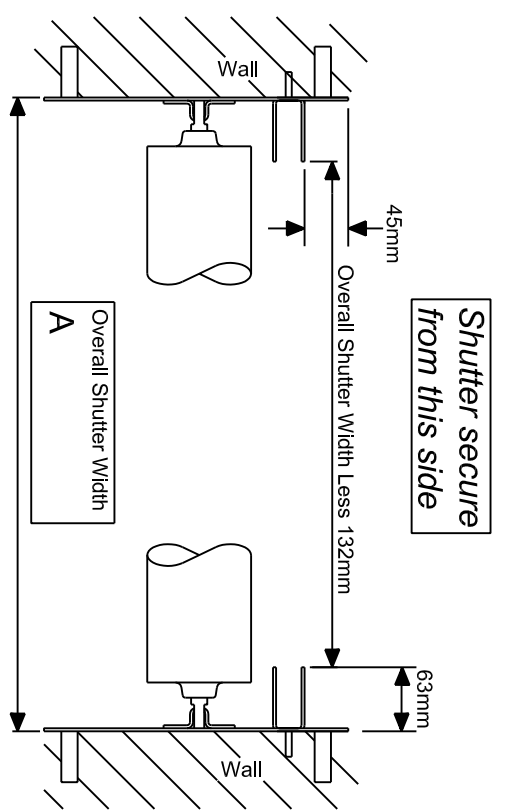 Wall
45mm
Shutter secure
from this side
Overall Shutter Width Less 132mm
Overall Shutter Width
A
63mm
Wall